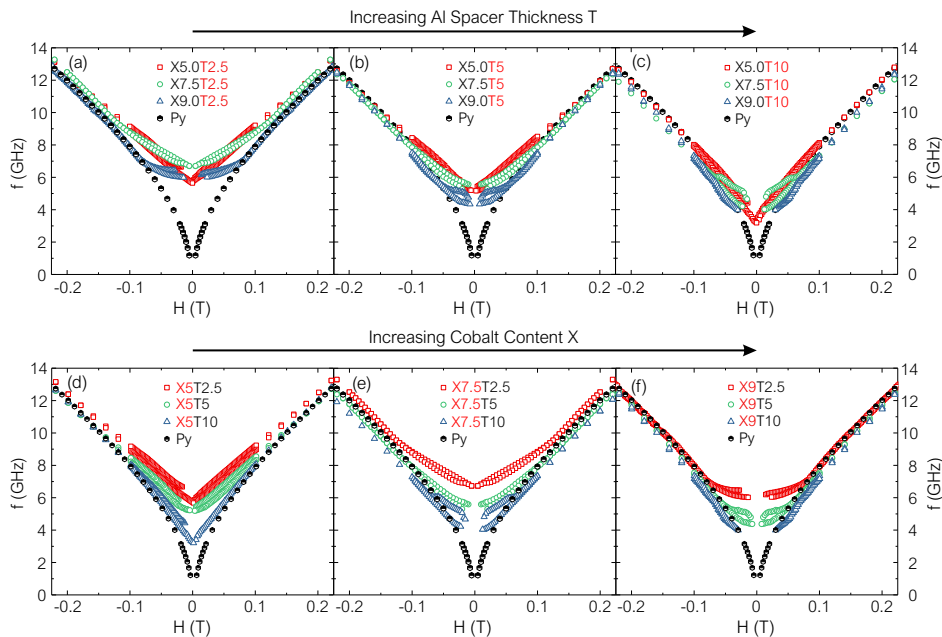 Increasing Al Spacer Thickness T
14
12
10
8
6
4
2
0
f (GHz)
(a)
X5.0T2.5
X7.5T2.5
X9.0T2.5
Py
(b)
X5.0T5
X7.5T5
X9.0T5
Py
(c)
X5.0T10
X7.5T10
X9.0T10
Py
14
12
10
8
6
4
2
0
f (GHz)
-0.2 -0.1 0 0.1 0.2
-0.2 -0.1 0 0.1 0.2
-0.2 -0.1 0 0.1 0.2
H (T)
H (T)
H (T)
Increasing Cobalt Content X
14
12
10
8
6
4
2
0
f (GHz)
(d)
X5T2.5
X5T5
X5T10
Py
(e)
X7.5T2.5
X7.5T5
X7.5T10
Py
(f)
X9T2.5
X9T5
X9T10
Py
14
12
10
8
6
4
2
0
f (GHz)
-0.2 -0.1 0 0.1 0.2
-0.2 -0.1 0 0.1 0.2
-0.2 -0.1 0 0.1 0.2
H (T)
H (T)
H (T)